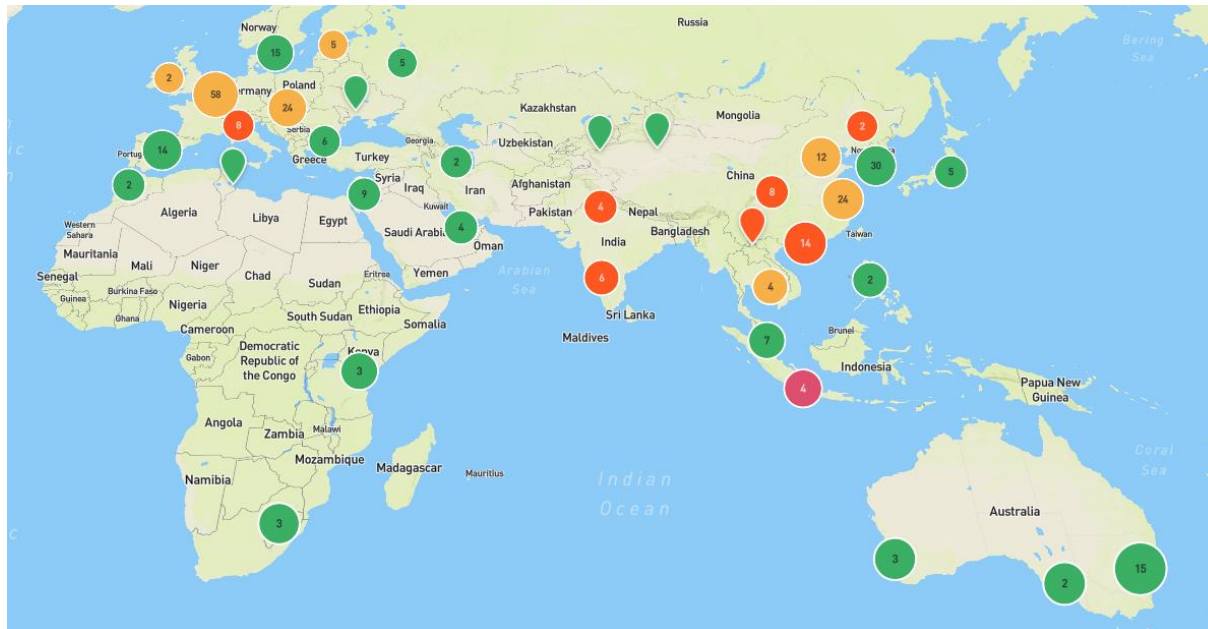 Russia
Bering
Sea
Norway
15
5
5
2
58
ermany
Poland
24
Kazakhstan
Mongolia
2
8
Serbia
Georgia
Uzbekistan
12
14
Portug
6
Greece
Turkey
2
30
China
5
2
Syria
Iraq
Iran
Afghanistan
8
9
Kuwait
Pakistan
4
Nepal
24
Algeria
Libya
Egypt
4
Saudi Arabia
Oman
India
Bangladesh
14
Taiwan
Western
Sahara
Mauritania
Mali
Niger
Chad
Sudan
Eritrea
Yemen
Arabian
Sea
6
4
2
Senegal
Guinea
Burkina Faso
Ghana
Nigeria
South Sudan
Ethiopia
Somalia
Sri Lanka
Cameroon
Maldives
7
Brunei
Gabon
Democratic
Republic of
the Congo
Kenya
3
Indonesia
4
Papua New
Guinea
Angola
Zambia
Malawi
Mozambique
Madagascar
Mauritius
Namibia
Indian
Ocean
Coral
Sea
3
Australia
3
2
15